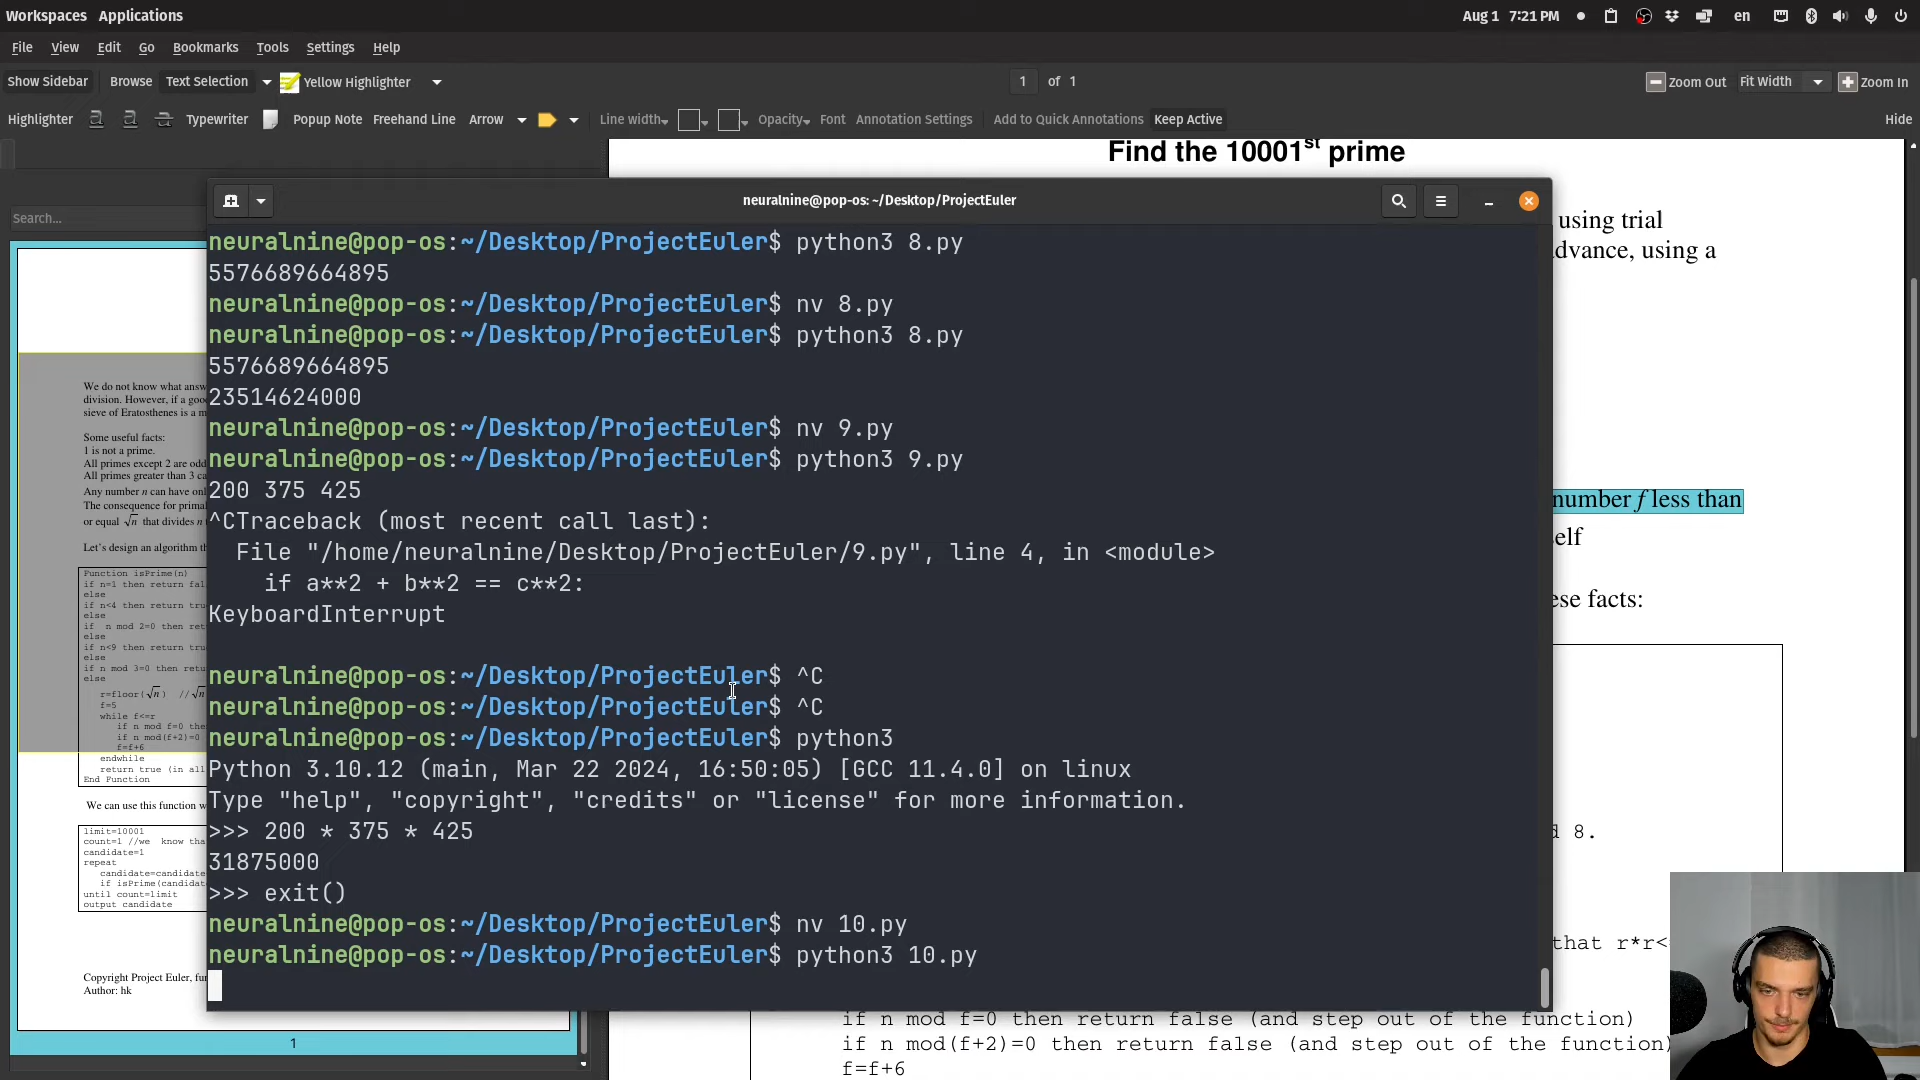 Workspaces Applications
Aug 1 7:21 PM
en
File View Edit Go Bookmarks Tools Settings Help
Show Sidebar Browse Text Selection Yellow Highlighter
1 of 1
Zoom Out Fit Width Zoom In
Highlighter Typewriter Popup Note Freehand Line Arrow Line width Opacity Font Annotation Settings Add to Quick Annotations Keep Active Hide
Find the 10001st prime
Search...
neuralnine@pop-os: ~/Desktop/ProjectEuler
using trial
advance, using a
number f less than
self
ese facts:
d 8.
that r*r<
neuralnine@pop-os:~/Desktop/ProjectEuler$ python3 8.py
5576689664895
neuralnine@pop-os:~/Desktop/ProjectEuler$ nv 8.py
neuralnine@pop-os:~/Desktop/ProjectEuler$ python3 8.py
5576689664895
23514624000
neuralnine@pop-os:~/Desktop/ProjectEuler$ nv 9.py
neuralnine@pop-os:~/Desktop/ProjectEuler$ python3 9.py
200 375 425
^CTraceback (most recent call last):
  File "/home/neuralnine/Desktop/ProjectEuler/9.py", line 4, in <module>
    if a**2 + b**2 == c**2:
KeyboardInterrupt
neuralnine@pop-os:~/Desktop/ProjectEuler$ ^C
neuralnine@pop-os:~/Desktop/ProjectEuler$ ^C
neuralnine@pop-os:~/Desktop/ProjectEuler$ python3
Python 3.10.12 (main, Mar 22 2024, 16:50:05) [GCC 11.4.0] on linux
Type "help", "copyright", "credits" or "license" for more information.
>>> 200 * 375 * 425
31875000
>>> exit()
neuralnine@pop-os:~/Desktop/ProjectEuler$ nv 10.py
neuralnine@pop-os:~/Desktop/ProjectEuler$ python3 10.py
if n mod f=0 then return false (and step out of the function)
if n mod(f+2)=0 then return false (and step out of the function)
f=f+6
We do not know what answ
division. However, if a goo
sieve of Eratosthenes is a m
Some useful facts:
1 is not a prime.
All primes except 2 are odd
All primes greater than 3 ca
Any number n can have onl
The consequence for primal
or equal √n that divides n t
Let's design an algorithm th
Function isPrime(n)
if n=1 then return fal
else
if n<4 then return tru
else
if n mod 2=0 then ret
else
if n<9 then return tru
else
if n mod 3=0 then retu
else
r=floor(√n) //√n
f=5
while f<=r
if n mod f=0 the
if n mod(f+2)=0
f=f+6
endwhile
return true (in all
End Function
We can use this function w
limit=10001
count=1 //we know tha
candidate=1
repeat
candidate=candidate
if isPrime(candidat
until count=limit
output candidate
Copyright Project Euler, fur
Author: hk
1